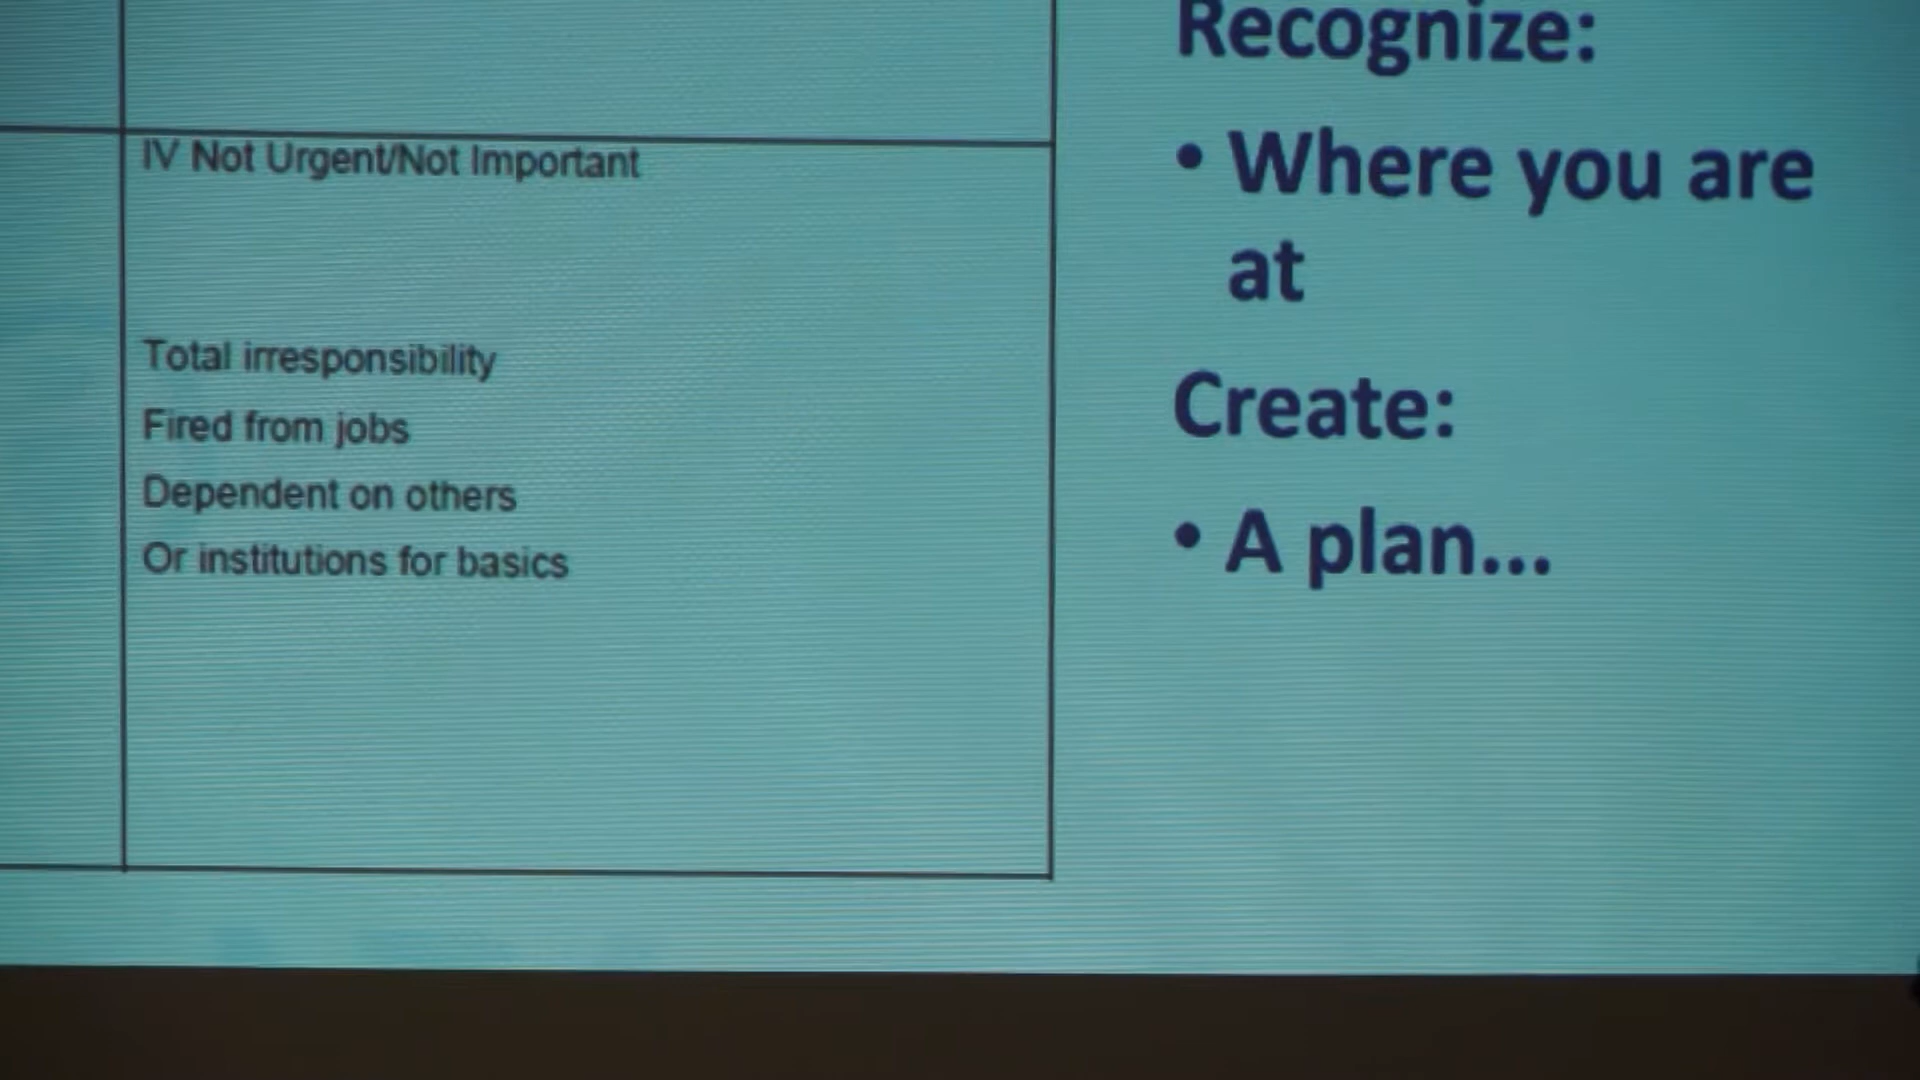 IV Not Urgent/Not Important
Total irresponsibility
Fired from jobs
Dependent on others
Or institutions for basics
Recognize:
• Where you are
at
Create:
• A plan...